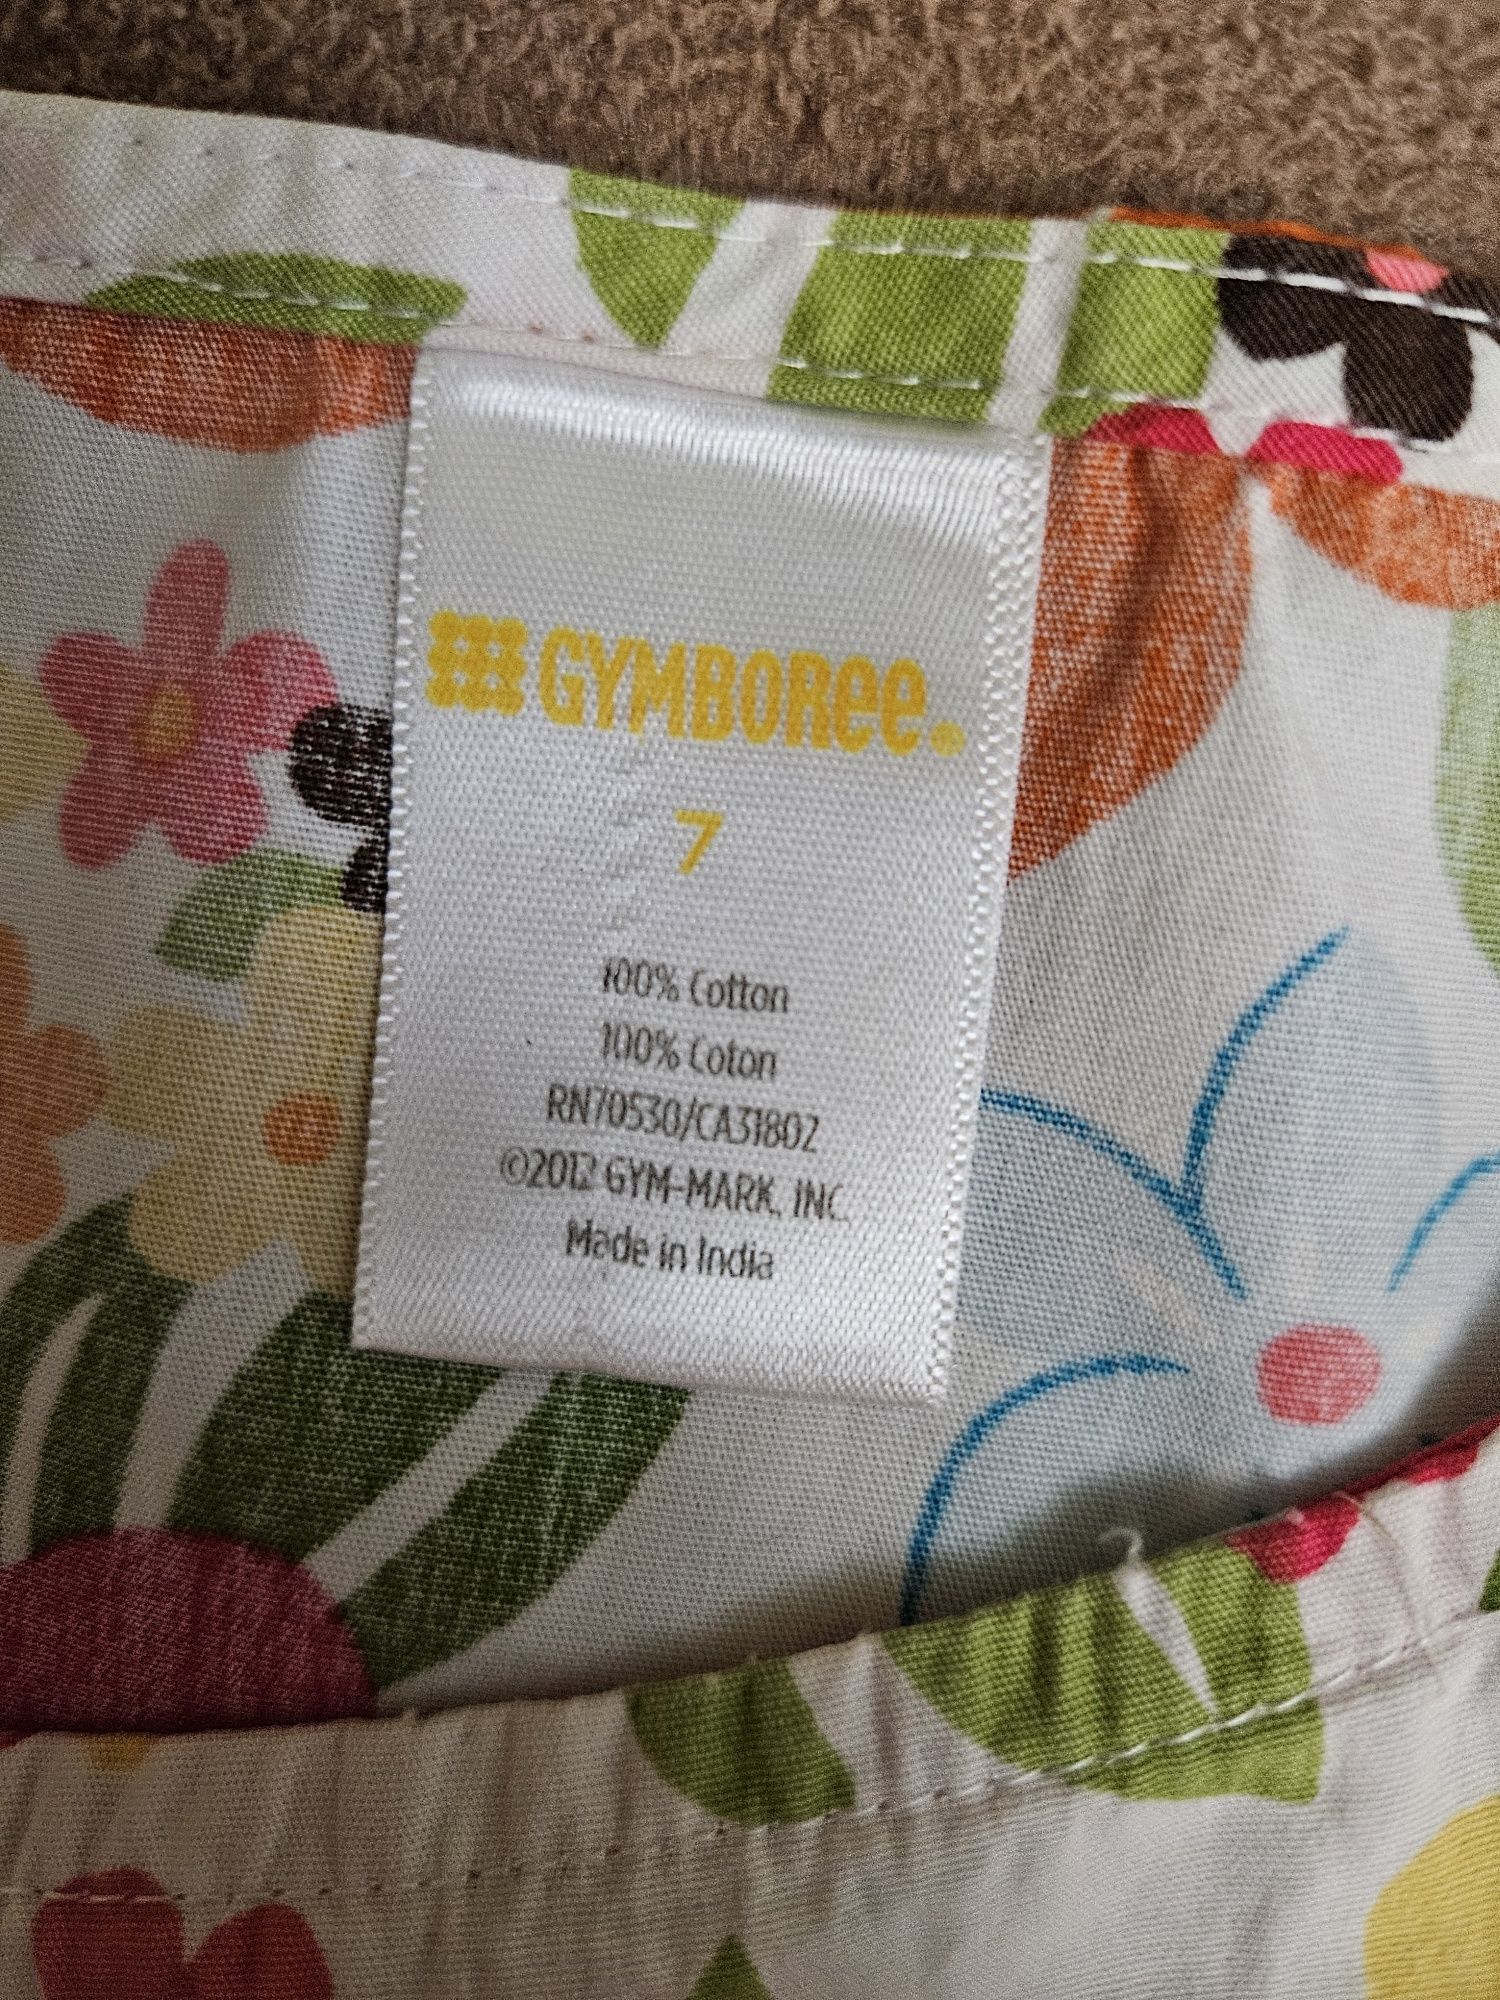 GYMBOREE®
7
100% Cotton
100% Coton
RN70530/CA31802
©2012 GYM-MARK, INC.
Made in India